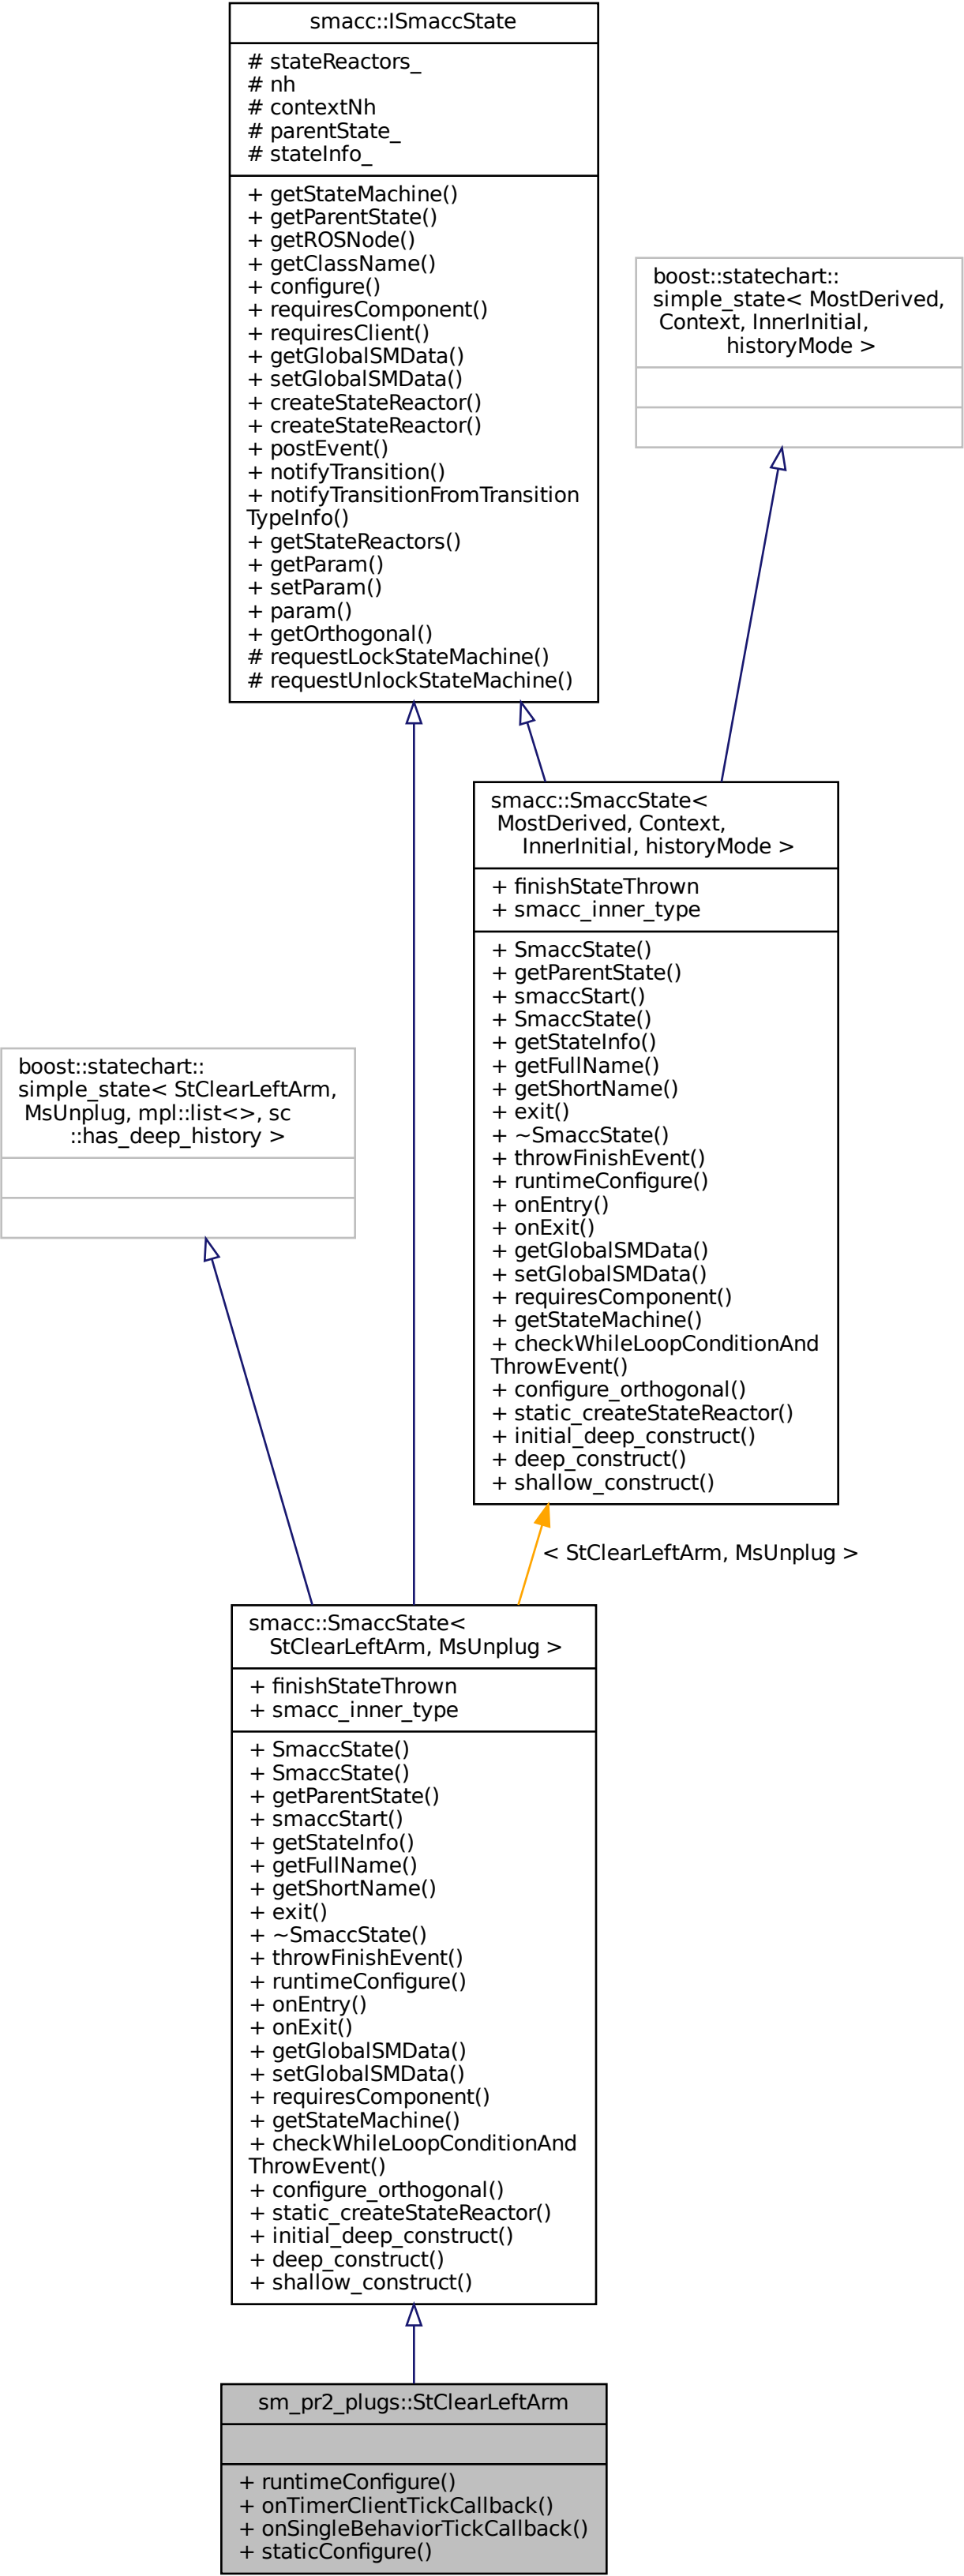 smacc::ISmaccState
# stateReactors_
# nh
# contextNh
# parentState_
# stateInfo_
+ getStateMachine()
+ getParentState()
+ getROSNode()
+ getClassName()
+ configure()
+ requiresComponent()
+ requiresClient()
+ getGlobalSMData()
+ setGlobalSMData()
+ createStateReactor()
+ createStateReactor()
+ postEvent()
+ notifyTransition()
+ notifyTransitionFromTransition
TypeInfo()
+ getStateReactors()
+ getParam()
+ setParam()
+ param()
+ getOrthogonal()
# requestLockStateMachine()
# requestUnlockStateMachine()
boost::statechart::
simple_state< MostDerived,
Context, InnerInitial,
historyMode >
smacc::SmaccState<
MostDerived, Context,
InnerInitial, historyMode >
+ finishStateThrown
+ smacc_inner_type
+ SmaccState()
+ getParentState()
+ smaccStart()
+ SmaccState()
+ getStateInfo()
+ getFullName()
+ getShortName()
+ exit()
+ ~SmaccState()
+ throwFinishEvent()
+ runtimeConfigure()
+ onEntry()
+ onExit()
+ getGlobalSMData()
+ setGlobalSMData()
+ requiresComponent()
+ getStateMachine()
+ checkWhileLoopConditionAnd
ThrowEvent()
+ configure_orthogonal()
+ static_createStateReactor()
+ initial_deep_construct()
+ deep_construct()
+ shallow_construct()
boost::statechart::
simple_state< StClearLeftArm,
MsUnplug, mpl::list<>, sc
::has_deep_history >
< StClearLeftArm, MsUnplug >
smacc::SmaccState<
StClearLeftArm, MsUnplug >
+ finishStateThrown
+ smacc_inner_type
+ SmaccState()
+ SmaccState()
+ getParentState()
+ smaccStart()
+ getStateInfo()
+ getFullName()
+ getShortName()
+ exit()
+ ~SmaccState()
+ throwFinishEvent()
+ runtimeConfigure()
+ onEntry()
+ onExit()
+ getGlobalSMData()
+ setGlobalSMData()
+ requiresComponent()
+ getStateMachine()
+ checkWhileLoopConditionAnd
ThrowEvent()
+ configure_orthogonal()
+ static_createStateReactor()
+ initial_deep_construct()
+ deep_construct()
+ shallow_construct()
sm_pr2_plugs::StClearLeftArm
+ runtimeConfigure()
+ onTimerClientTickCallback()
+ onSingleBehaviorTickCallback()
+ staticConfigure()